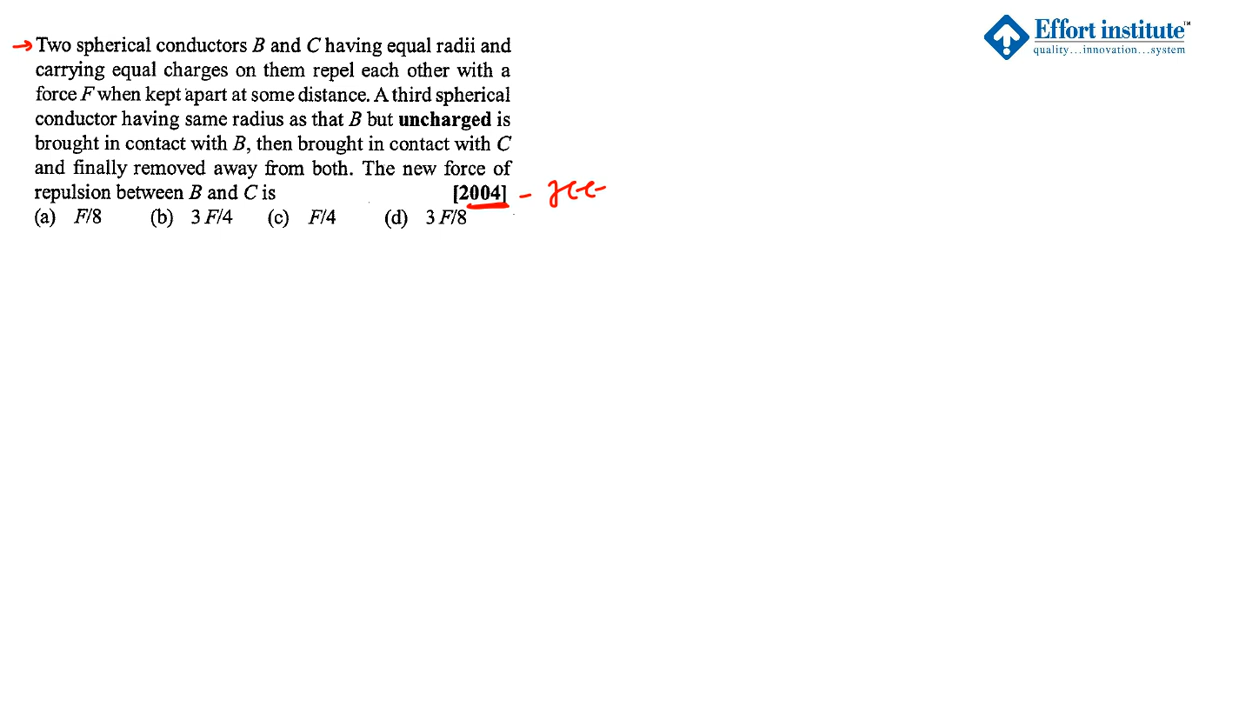 Effort institute™
quality...innovation...system
→ Two spherical conductors B and C having equal radii and
carrying equal charges on them repel each other with a
force F when kept apart at some distance. A third spherical
conductor having same radius as that B but uncharged is
brought in contact with B, then brought in contact with C
and finally removed away from both. The new force of
repulsion between B and C is [2004] - JEE
(a) F/8 (b) 3 F/4 (c) F/4 (d) 3 F/8